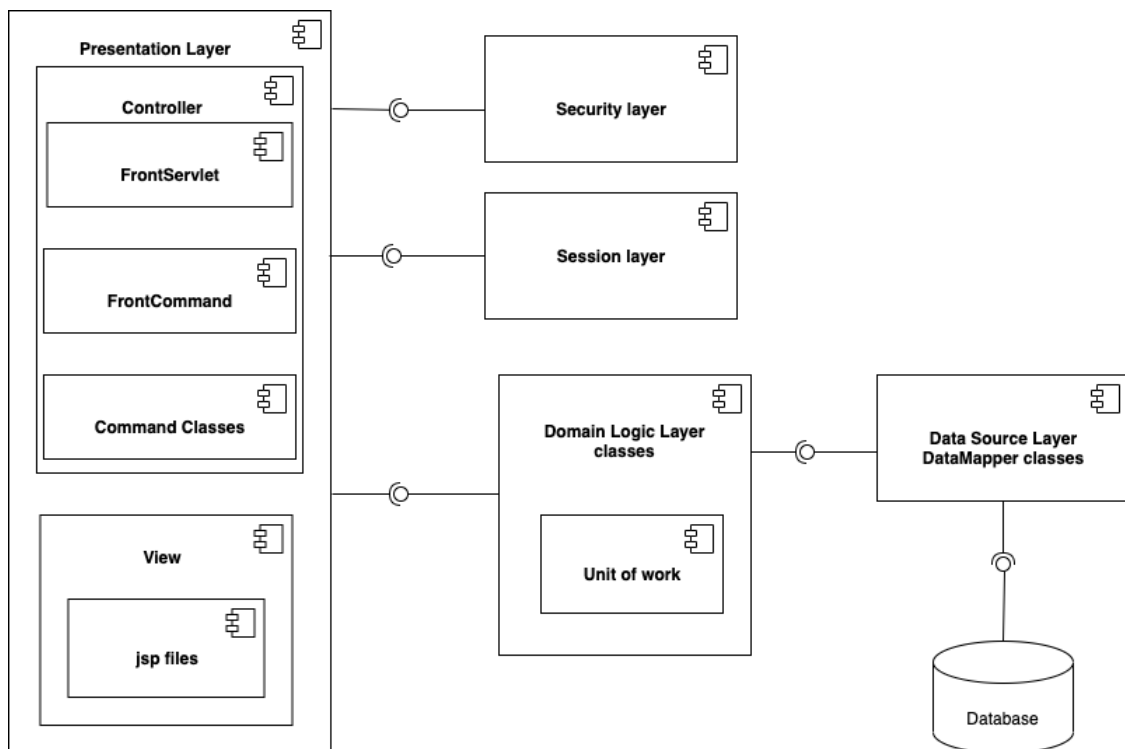 Presentation Layer
Controller
FrontServlet
FrontCommand
Command Classes
View
jsp files
Security layer
Session layer
Domain Logic Layer
classes
Unit of work
Data Source Layer
DataMapper classes
Database